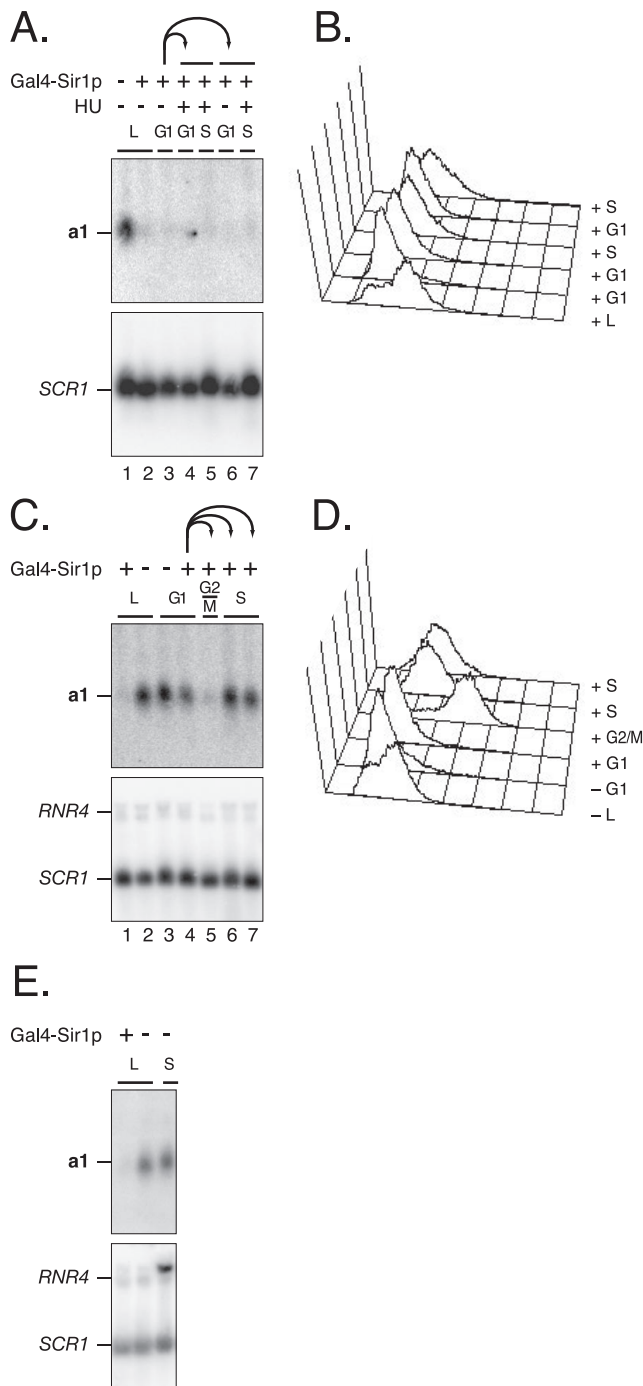 A.
Gal4-Sir1p - + + + + + +
HU - - - + + - +
L G1 G1 S G1 S
a1
SCR1
1 2 3 4 5 6 7
B.
+ S
+ G1
+ S
+ G1
+ G1
+ L
C.
Gal4-Sir1p + - - + + + +
L G1 G2 M S
a1
RNR4
SCR1
1 2 3 4 5 6 7
D.
+ S
+ S
+ G2/M
+ G1
– G1
– L
E.
Gal4-Sir1p + - -
L S
a1
RNR4
SCR1